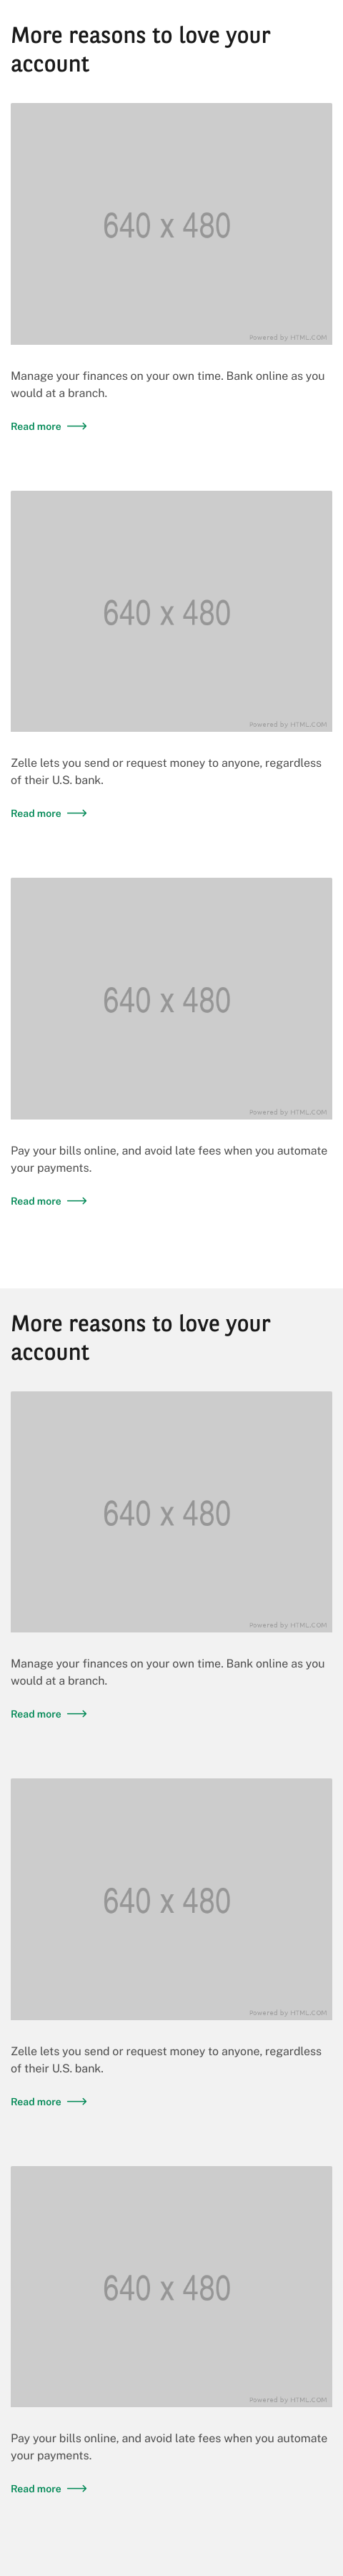 More reasons to love your
account
640 x 480
Powered by HTML.COM
Manage your finances on your own time. Bank online as you
would at a branch.
Read more
640 x 480
Powered by HTML.COM
Zelle lets you send or request money to anyone, regardless
of their U.S. bank.
Read more
640 x 480
Powered by HTML.COM
Pay your bills online, and avoid late fees when you automate
your payments.
Read more
More reasons to love your
account
640 x 480
Powered by HTML.COM
Manage your finances on your own time. Bank online as you
would at a branch.
Read more
640 x 480
Powered by HTML.COM
Zelle lets you send or request money to anyone, regardless
of their U.S. bank.
Read more
640 x 480
Powered by HTML.COM
Pay your bills online, and avoid late fees when you automate
your payments.
Read more